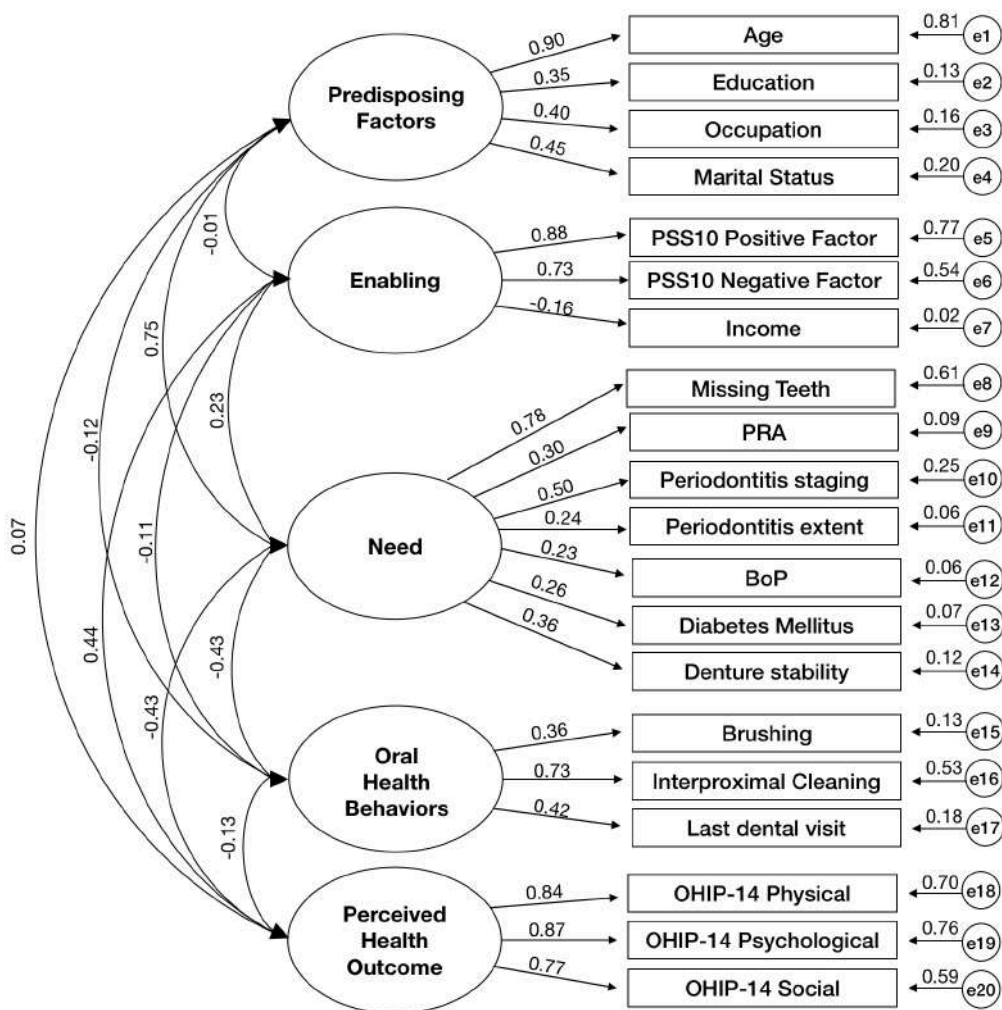 0.90
Age
0.81
e1
Predisposing
Factors
0.35
Education
0.13
e2
0.40
Occupation
0.16
e3
0.45
Marital Status
0.20
e4
-0.01
Enabling
0.88
PSS10 Positive Factor
0.77
e5
0.73
PSS10 Negative Factor
0.54
e6
-0.16
Income
0.02
e7
0.75
0.23
-0.12
-0.11
0.07
0.44
Need
0.78
Missing Teeth
0.61
e8
0.30
PRA
0.09
e9
0.50
Periodontitis staging
0.25
e10
0.24
Periodontitis extent
0.06
e11
0.23
BoP
0.06
e12
0.26
Diabetes Mellitus
0.07
e13
0.36
Denture stability
0.12
e14
-0.43
-0.43
Oral
Health
Behaviors
0.36
Brushing
0.13
e15
0.73
Interproximal Cleaning
0.53
e16
0.42
Last dental visit
0.18
e17
-0.13
Perceived
Health
Outcome
0.84
OHIP-14 Physical
0.70
e18
0.87
OHIP-14 Psychological
0.76
e19
0.77
OHIP-14 Social
0.59
e20